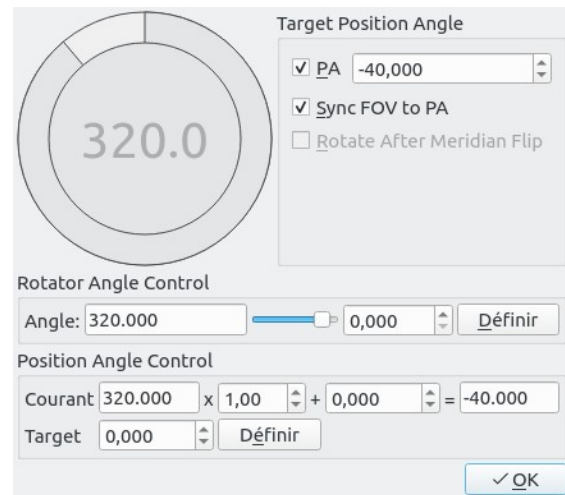 Target Position Angle
320.0
PA -40,000
Sync FOV to PA
Rotate After Meridian Flip
Rotator Angle Control
Angle: 320.000 0,000 Définir
Position Angle Control
Courant 320.000 x 1,00 + 0,000 = -40.000
Target 0,000 Définir
OK